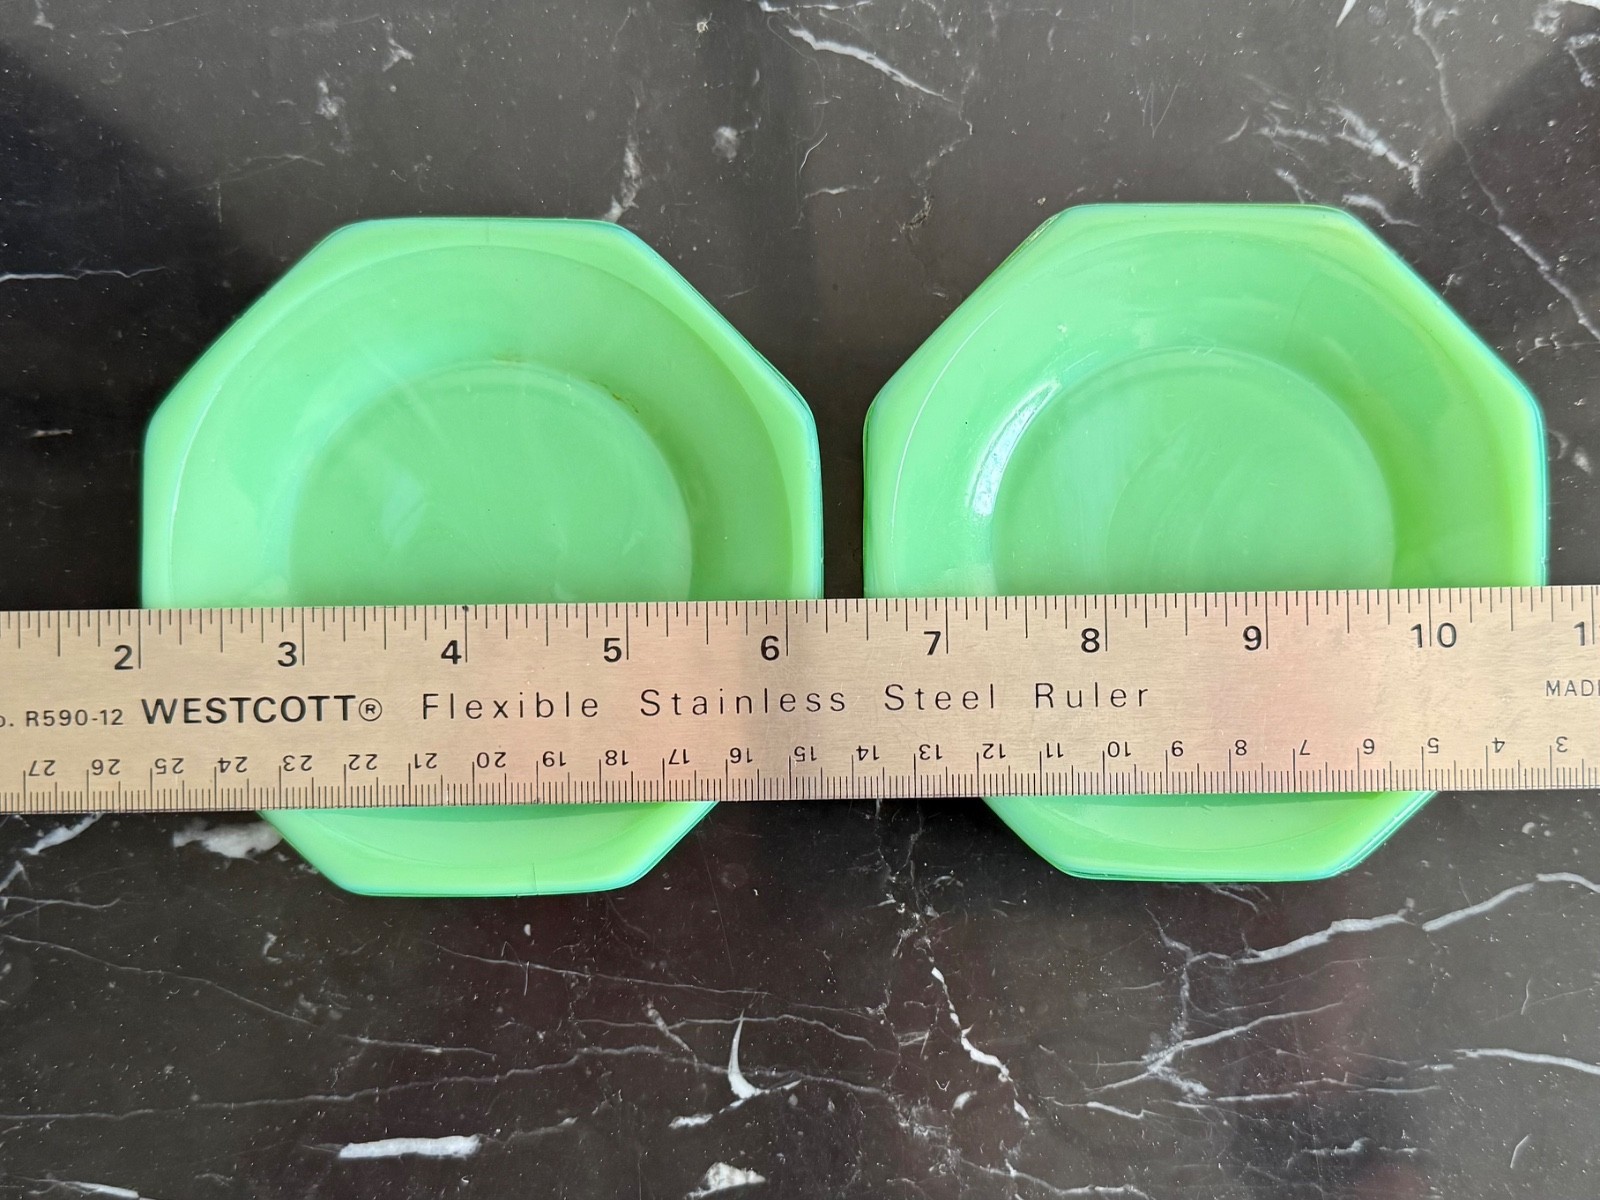 2 3 4 5 6 7 8 9 10 1
o. R590-12 WESTCOTT® Flexible Stainless Steel Ruler MAD
27 26 25 24 23 22 21 20 19 18 17 16 15 14 13 12 11 10 9 8 7 6 5 4 3